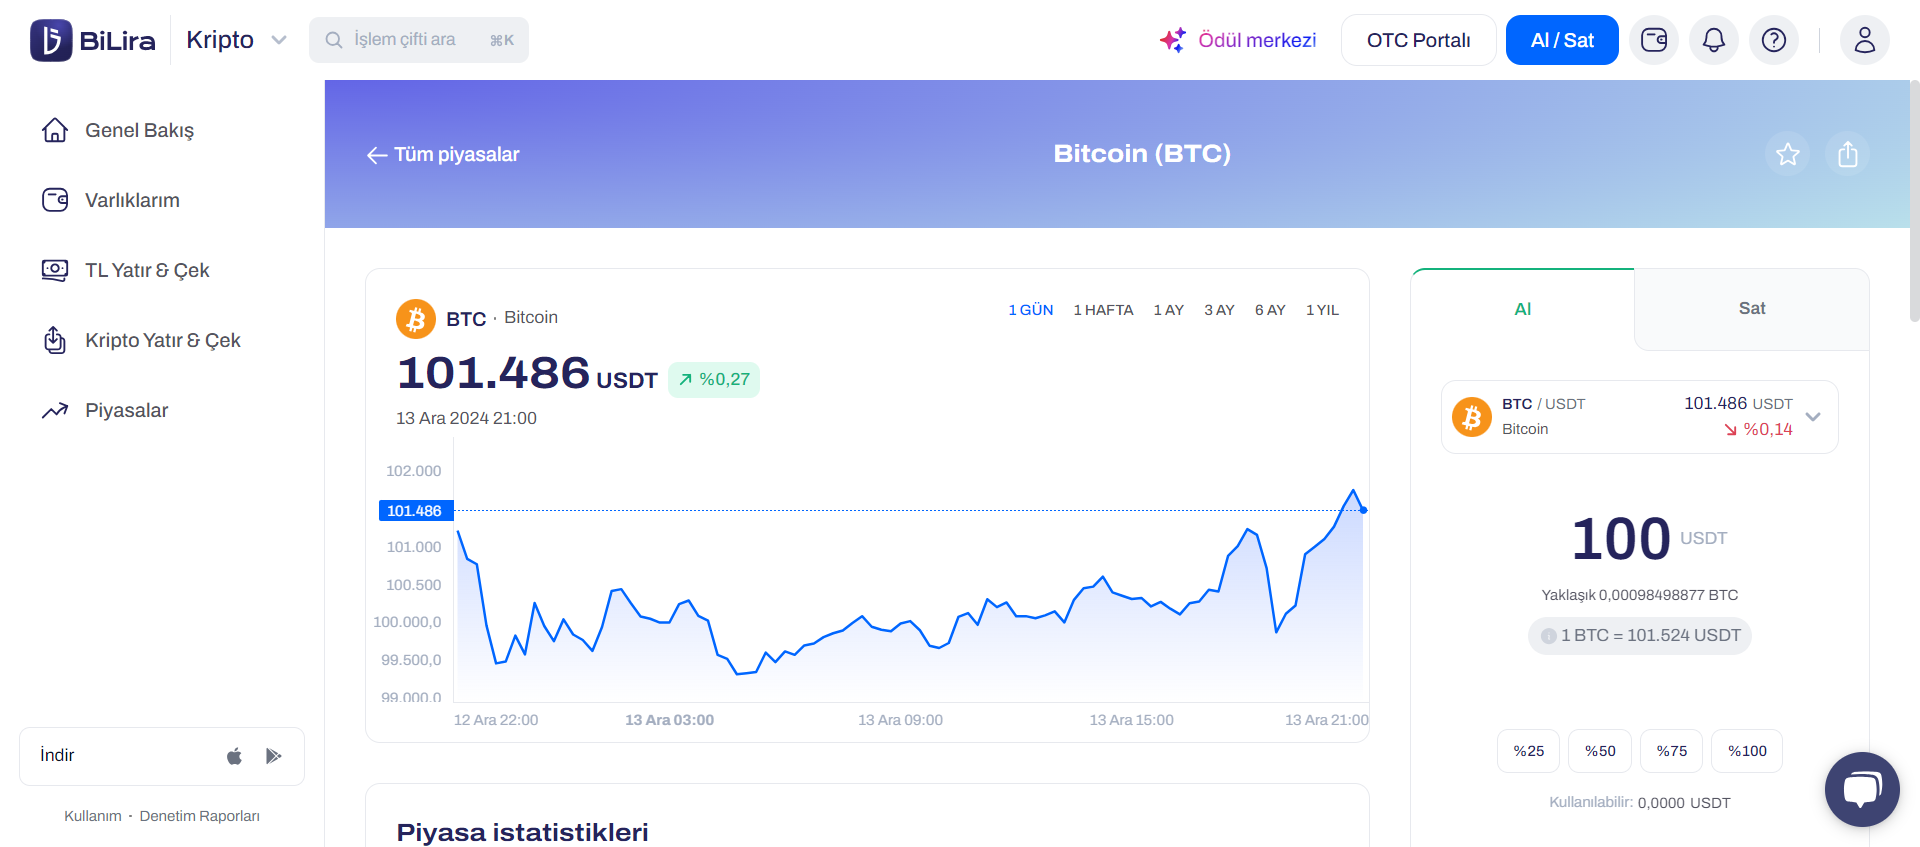 BiLira
Kripto
İşlem çifti ara
⌘K
Ödül merkezi
OTC Portalı
Al / Sat
Genel Bakış
Varlıklarım
TL Yatır & Çek
Kripto Yatır & Çek
Piyasalar
İndir
Kullanım · Denetim Raporları
Tüm piyasalar
Bitcoin (BTC)
BTC · Bitcoin
1 GÜN 1 HAFTA 1 AY 3 AY 6 AY 1 YIL
101.486 USDT %0,27
13 Ara 2024 21:00
102.000
101.486
101.000
100.500
100.000,0
99.500,0
99.000,0
12 Ara 22:00 13 Ara 03:00 13 Ara 09:00 13 Ara 15:00 13 Ara 21:00
Piyasa istatistikleri
Al
Sat
BTC / USDT
Bitcoin
101.486 USDT
%0,14
100 USDT
Yaklaşık 0,00098498877 BTC
1 BTC = 101.524 USDT
%25 %50 %75 %100
Kullanılabilir: 0,0000 USDT